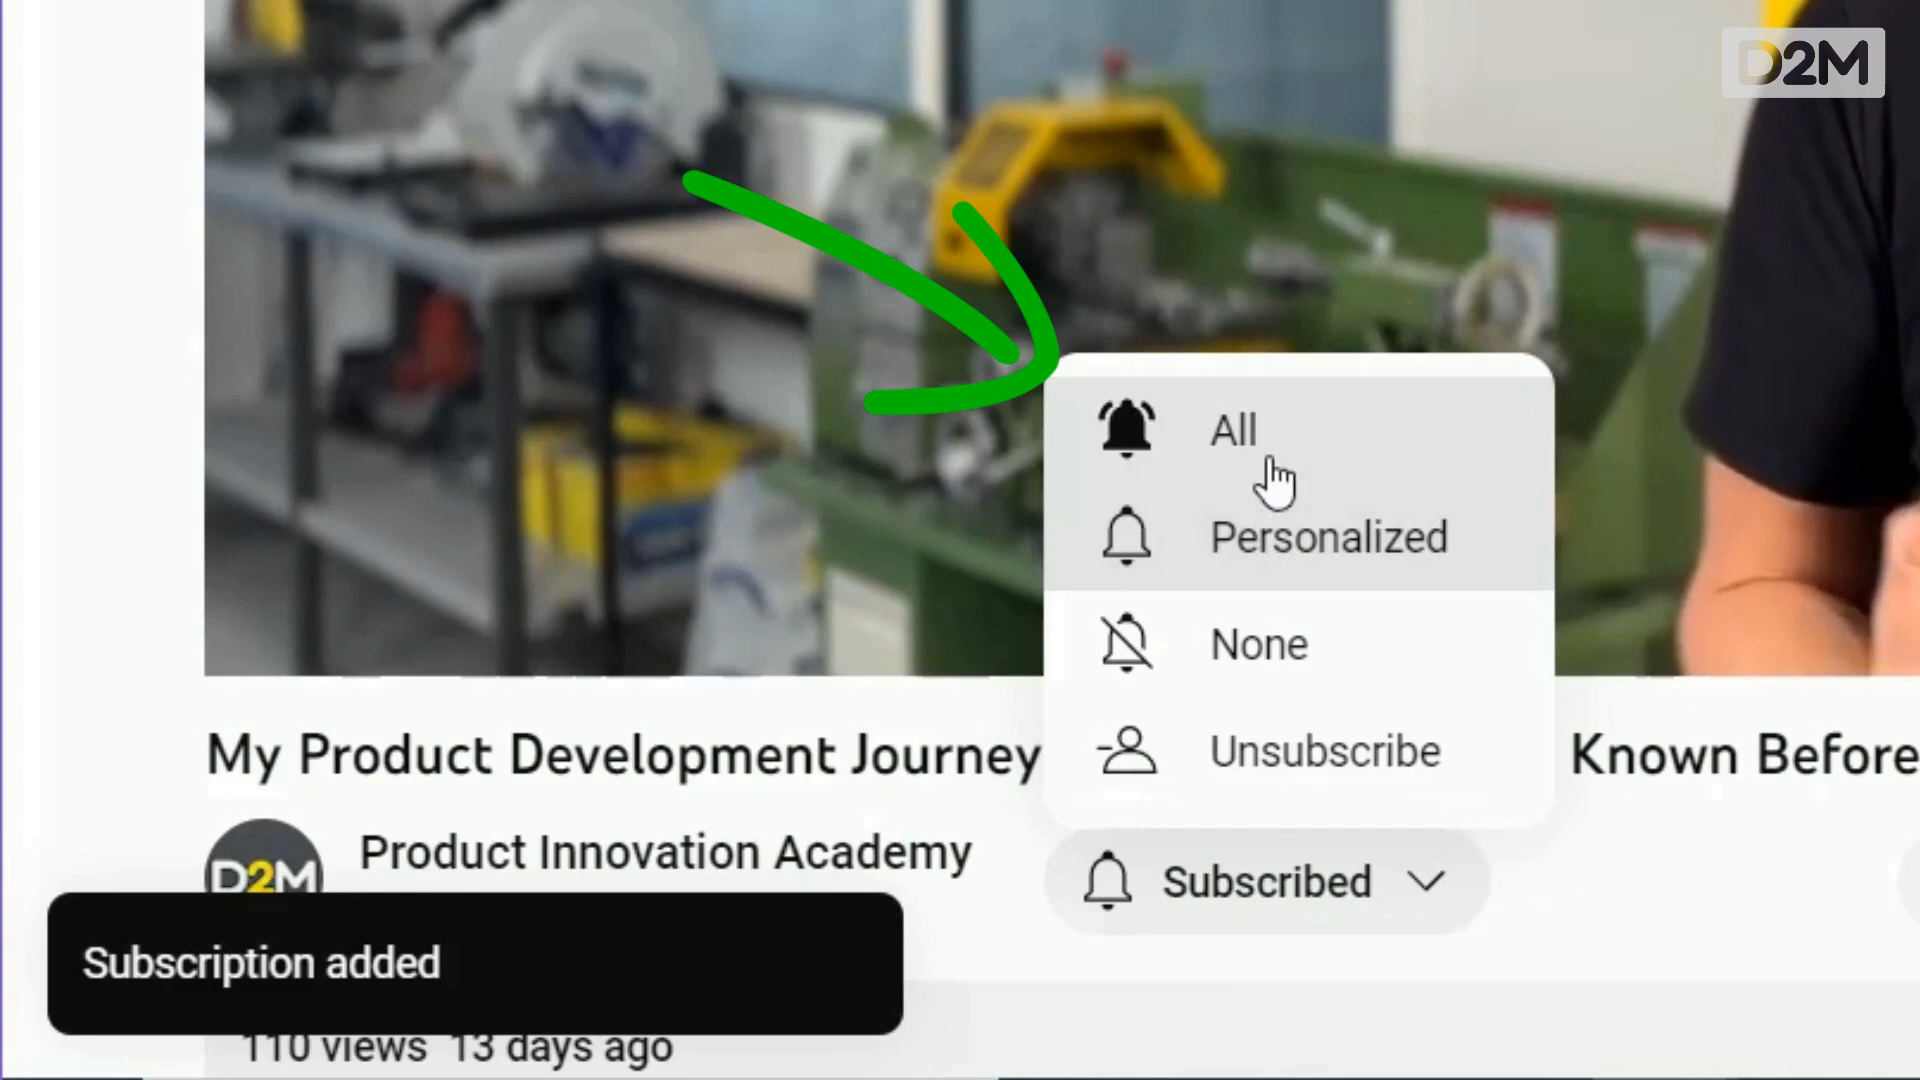 D2M
All
Personalized
None
Unsubscribe
My Product Development Journey
Known Before
D2M
Product Innovation Academy
Subscribed
Subscription added
110 views 13 days ago